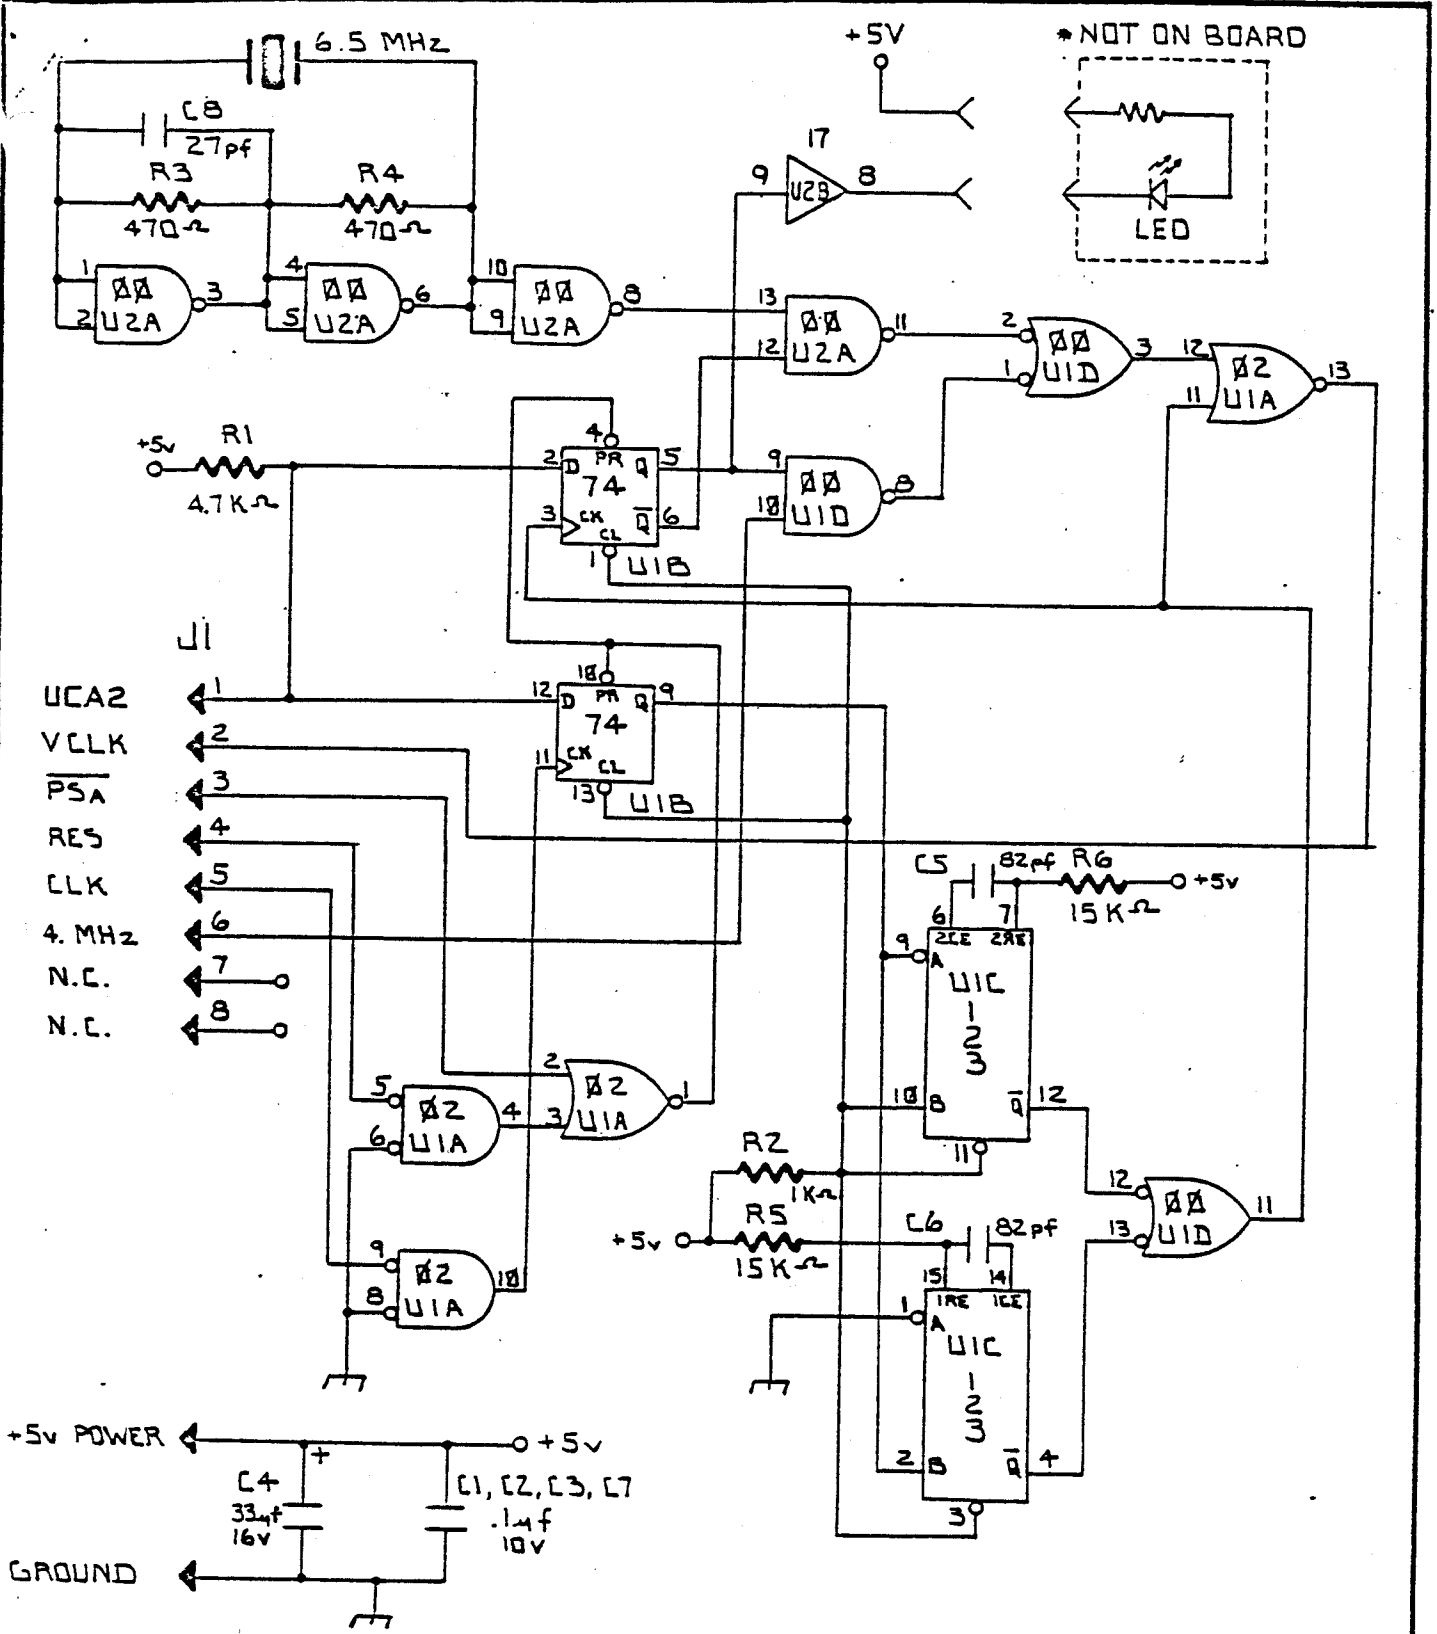 6.5 MHz
+5V
*NOT ON BOARD
C8
27pf
R3
470Ω
R4
470Ω
17
9 U2B 8
LED
1
2
00
U2A
3
4
5
00
U2A
6
10
9
00
U2A
8
13
12
00
U2A
11
2
1
00
U1D
3
12
11
02
U1A
13
+5v
R1
4.7KΩ
4
PR
2 D Q 5
74
3 CK Q̅ 6
CL
1
U1B
9
10
00
U1D
8
J1
UCA2 1
VCLK 2
P̅S̅A̅ 3
RES 4
CLK 5
4. MHz 6
N.C. 7
N.C. 8
10
PR
12 D Q 9
74
11 CK
CL
13
U1B
C5
82pf
R6
15KΩ
+5v
6 7
2CE 2RE
9 A
U1C
1
2
3
10 B Q̅ 12
11
5
6
02
U1A
4
2
3
02
U1A
1
9
8
02
U1A
10
R2
1KΩ
+5v
R5
15KΩ
C6
82pf
15 14
1RE 1CE
1 A
U1C
1
2
3
2 B Q̅ 4
3
12
13
00
U1D
11
+5v POWER
+
+5v
C4
33μf
16v
C1, C2, C3, C7
.1μf
10v
GROUND